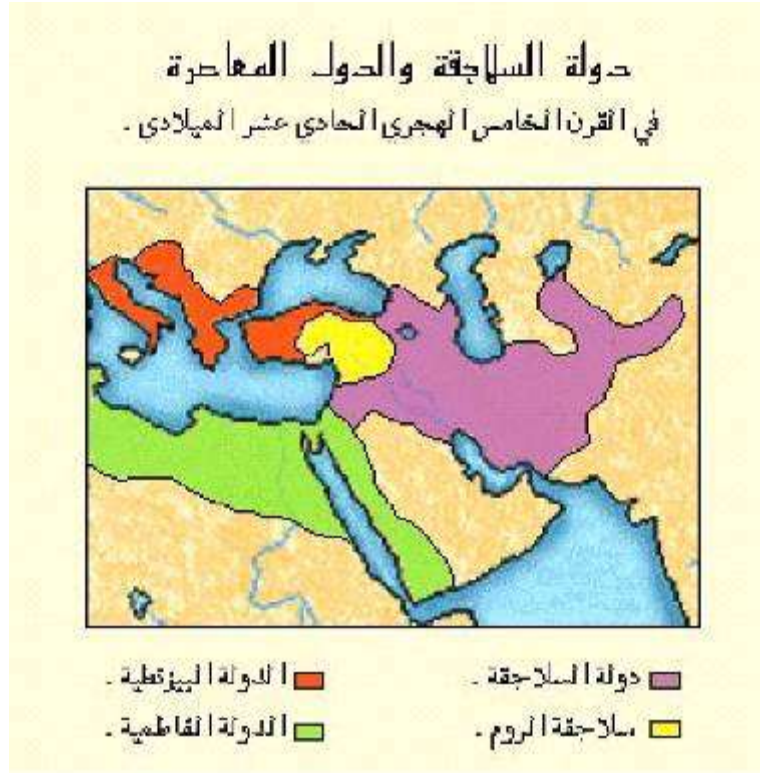 دولة السلاجقة والدول المعاصرة
في القرن الخامس الهجري الحادي عشر الميلادي .
دولة السلاجقة .
الدولة البيزنطية .
سلاجقة الروم .
الدولة الفاطمية .